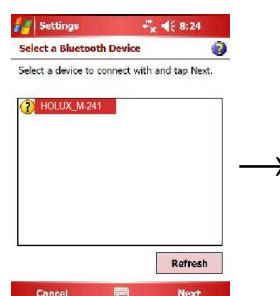 Settings 8:24
Select a Bluetooth Device
Select a device to connect with and tap Next.
HOLUX_M-241
Refresh
Cancel Next